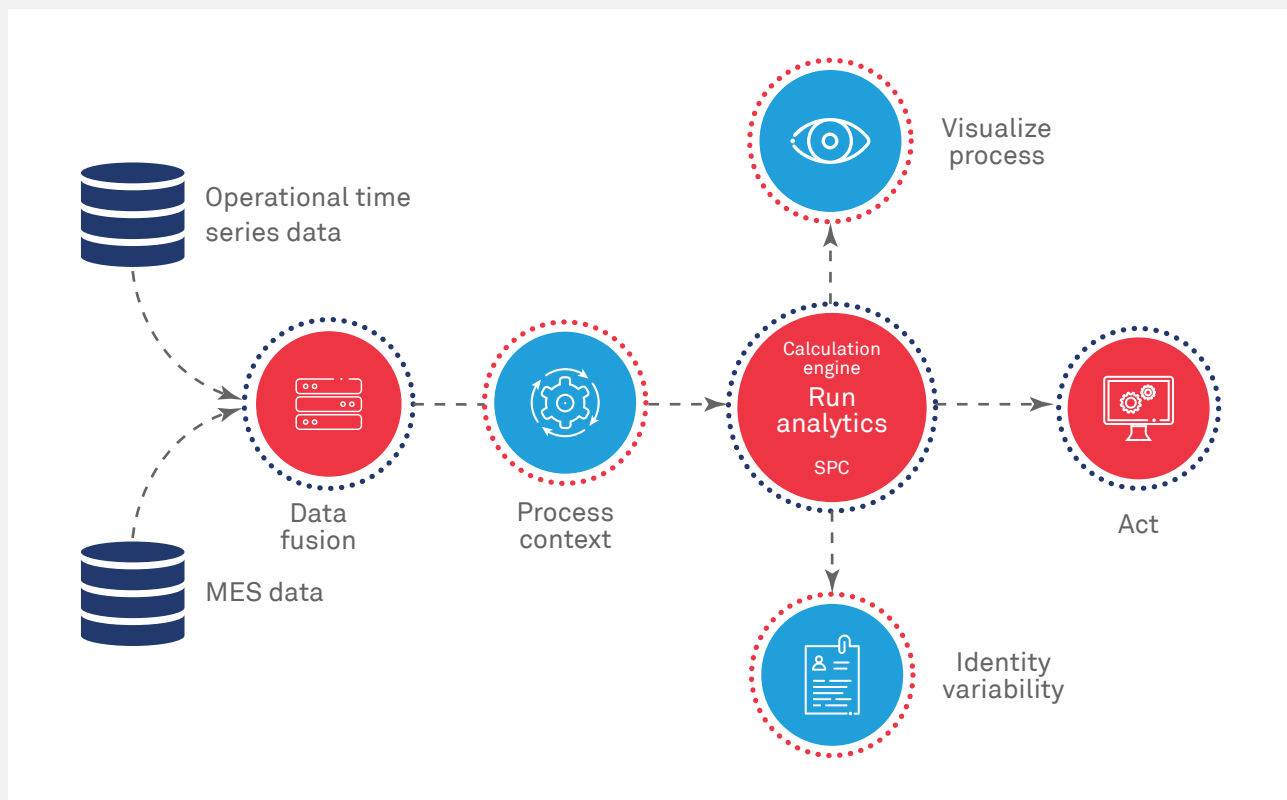 Visualize
process
Operational time
series data
Calculation
engine
Run
analytics
SPC
Data
fusion
Process
context
Act
MES data
Identity
variability